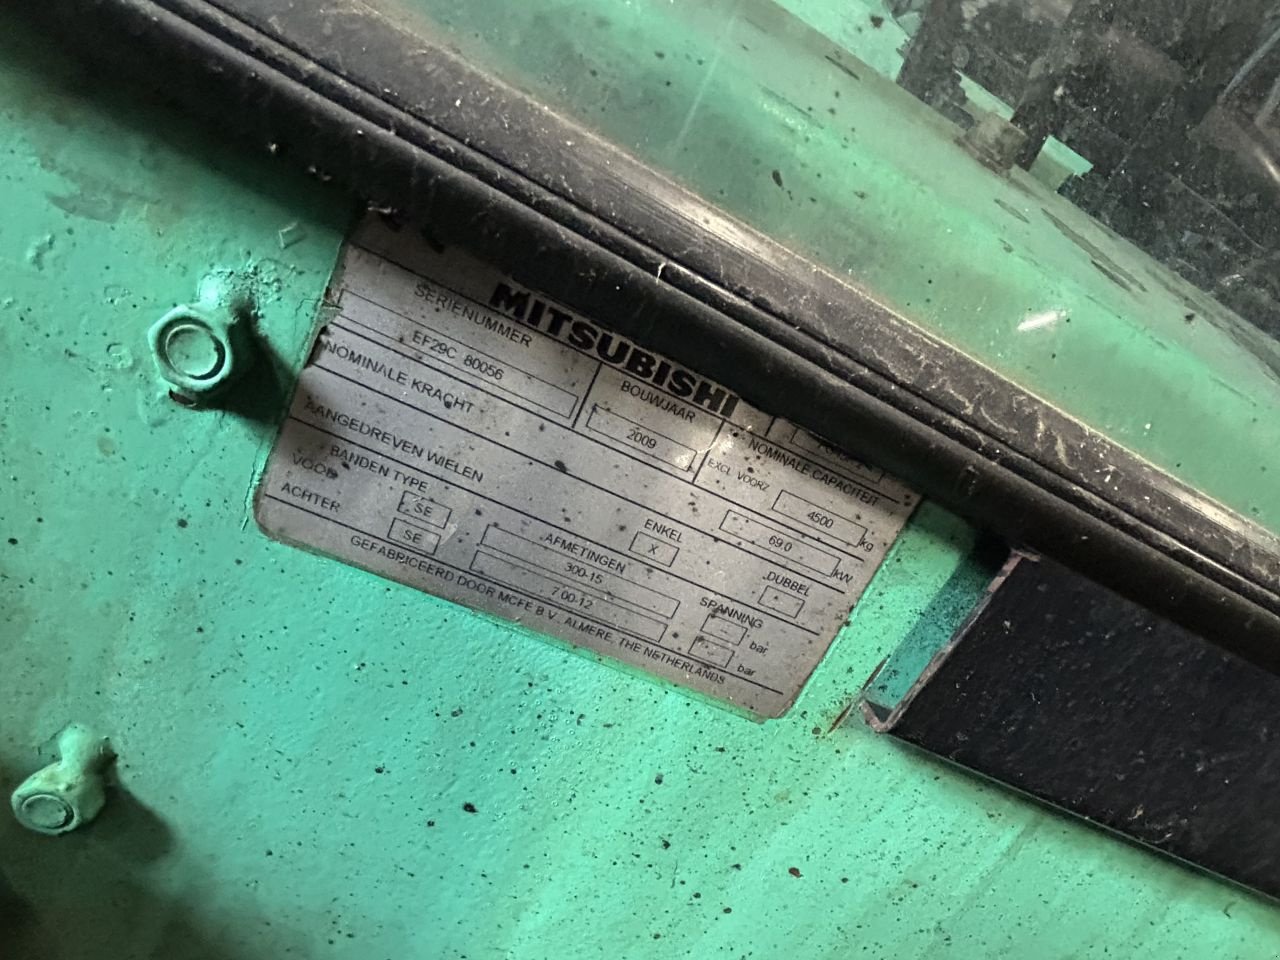 MITSUBISHI
SERIENUMMER BOUWJAAR NOMINALE CAPACITEIT
EF29C 80056 2009 EXCL VOORZ 4500 kg
NOMINALE KRACHT 69.0 kW
AANGEDREVEN WIELEN ENKEL X DUBBEL -
BANDEN TYPE AFMETINGEN SPANNING
VOOR SE 300-15 - bar
ACHTER SE 7.00-12 - bar
GEFABRICEERD DOOR MCFE B.V. ALMERE, THE NETHERLANDS